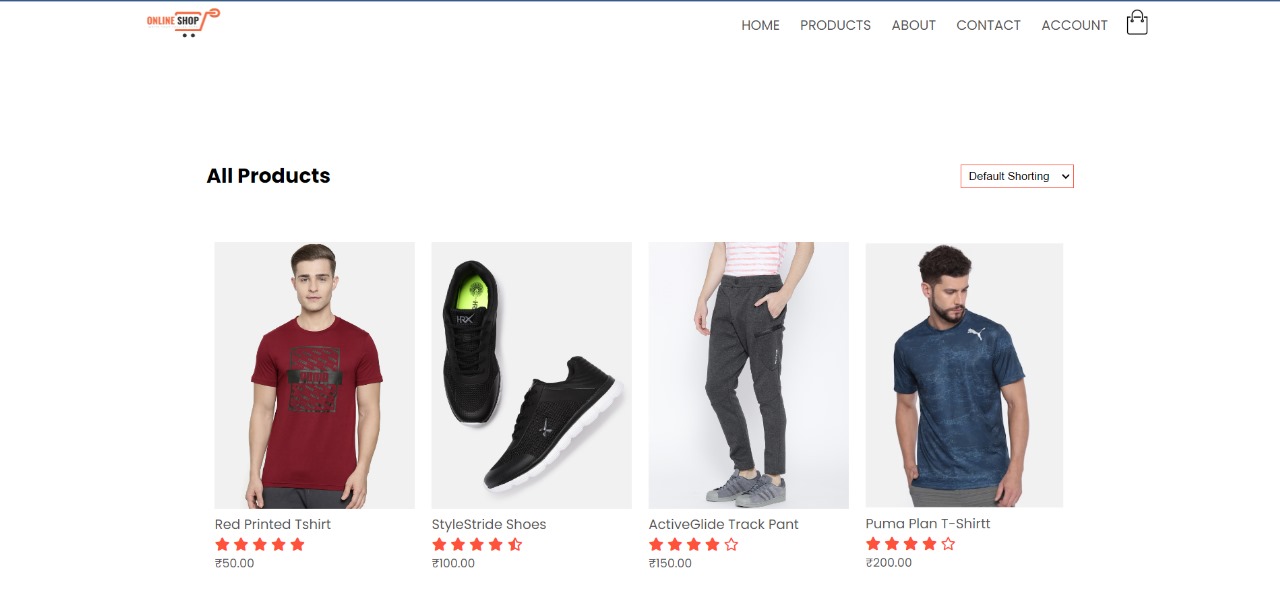 ONLINE SHOP
HOME PRODUCTS ABOUT CONTACT ACCOUNT
All Products
Default Shorting
HRX
Red Printed Tshirt
StyleStride Shoes
ActiveGlide Track Pant
Puma Plan T-Shirtt
₹50.00
₹100.00
₹150.00
₹200.00